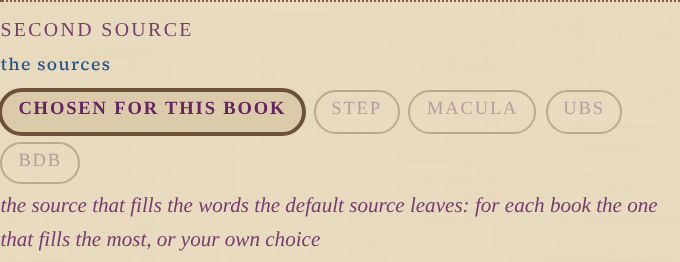 SECOND SOURCE
the sources
CHOSEN FOR THIS BOOK STEP MACULA UBS
BDB
the source that fills the words the default source leaves: for each book the one
that fills the most, or your own choice